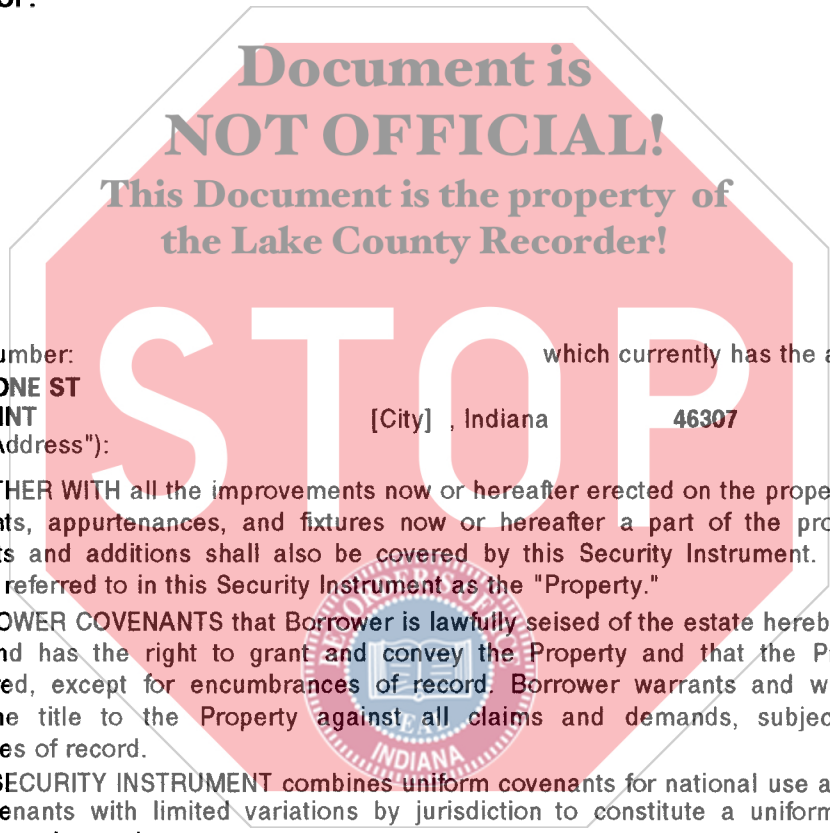 or:
Document is
NOT OFFICIAL!
This Document is the property of
the Lake County Recorder!
STOP
umber: which currently has the a
ONE ST
INT [City] , Indiana 46307
Address"):
THER WITH all the improvements now or hereafter erected on the prope
nts, appurtenances, and fixtures now or hereafter a part of the pro
ts and additions shall also be covered by this Security Instrument.
referred to in this Security Instrument as the "Property."
OWER COVENANTS that Borrower is lawfully seised of the estate hereb
nd has the right to grant and convey the Property and that the P
ed, except for encumbrances of record. Borrower warrants and w
he title to the Property against all claims and demands, subjec
es of record.
SECURITY INSTRUMENT combines uniform covenants for national use a
enants with limited variations by jurisdiction to constitute a uniform
RECORDER'S OFFICE
SEAL
INDIANA